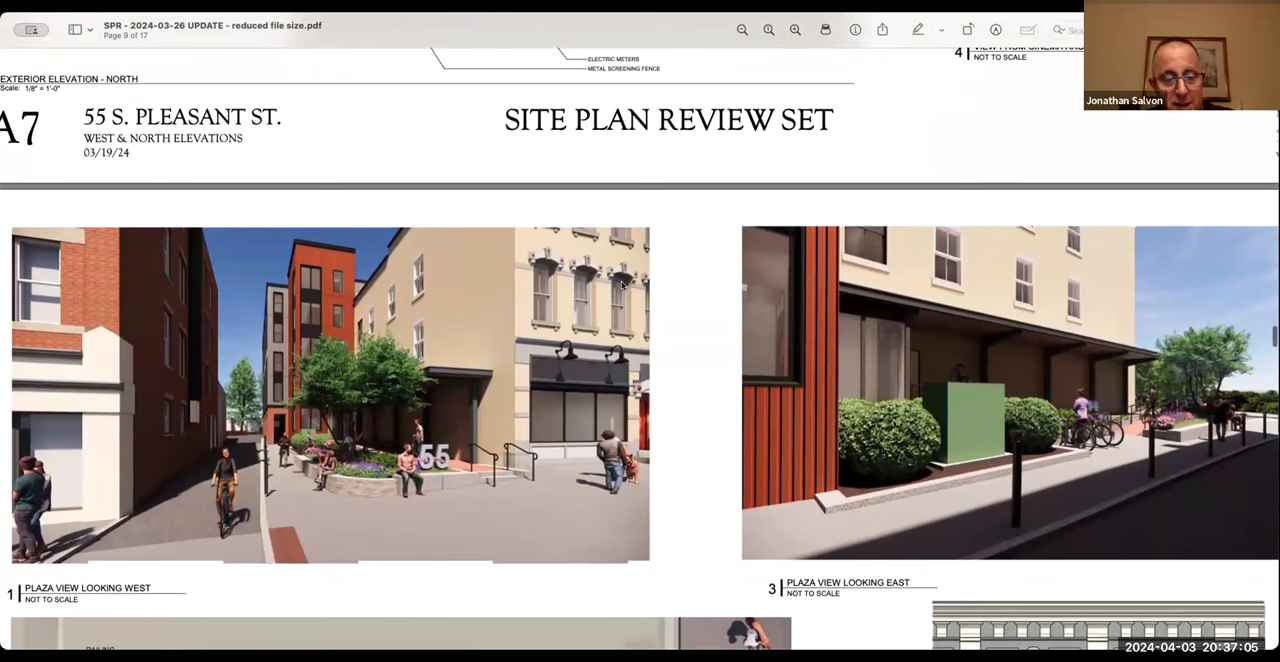 SPR - 2024-03-26 UPDATE - reduced file size.pdf
Page 9 of 17
ELECTRIC METERS
METAL SCREENING FENCE
4
NOT TO SCALE
EXTERIOR ELEVATION - NORTH
Scale: 1/8" = 1'-0"
A7
55 S. PLEASANT ST.
WEST & NORTH ELEVATIONS
03/19/24
SITE PLAN REVIEW SET
Jonathan Salvon
55
1 PLAZA VIEW LOOKING WEST
NOT TO SCALE
3 PLAZA VIEW LOOKING EAST
NOT TO SCALE
2024-04-03 20:37:05